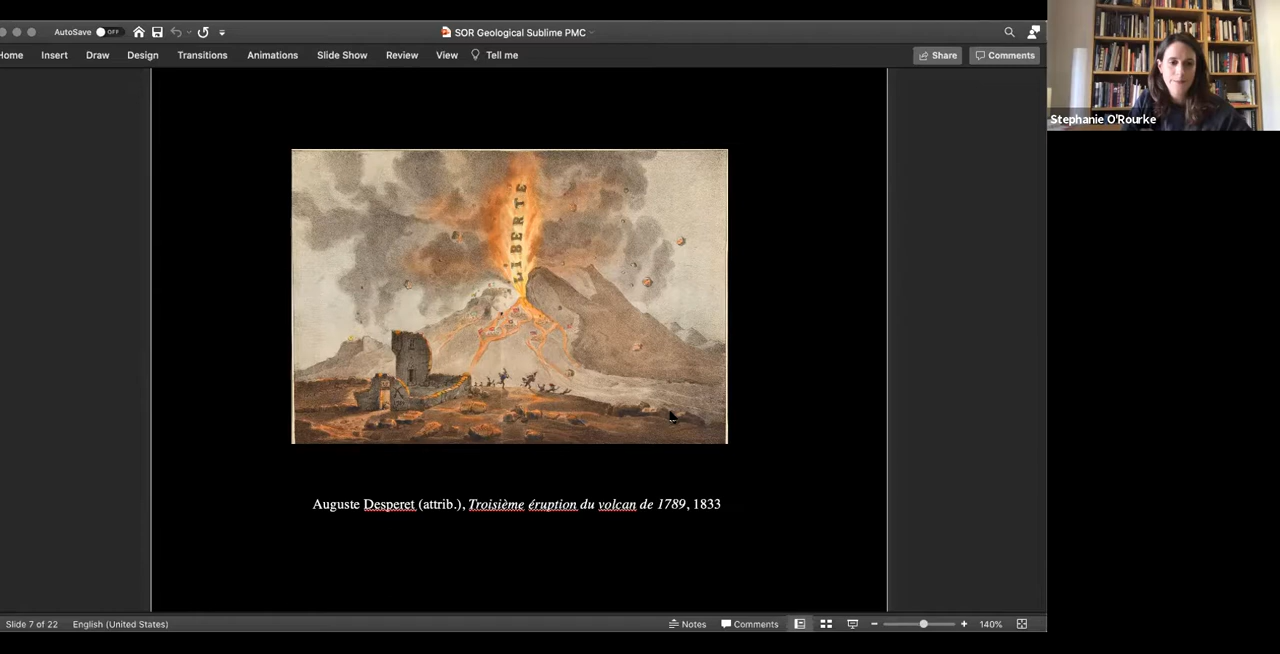 AutoSave OFF
SOR Geological Sublime PMC
Home Insert Draw Design Transitions Animations Slide Show Review View Tell me
Share Comments
Stephanie O'Rourke
LIBERTE
Auguste Desperet (attrib.), Troisième éruption du volcan de 1789, 1833
Slide 7 of 22 English (United States)
Notes Comments 140%